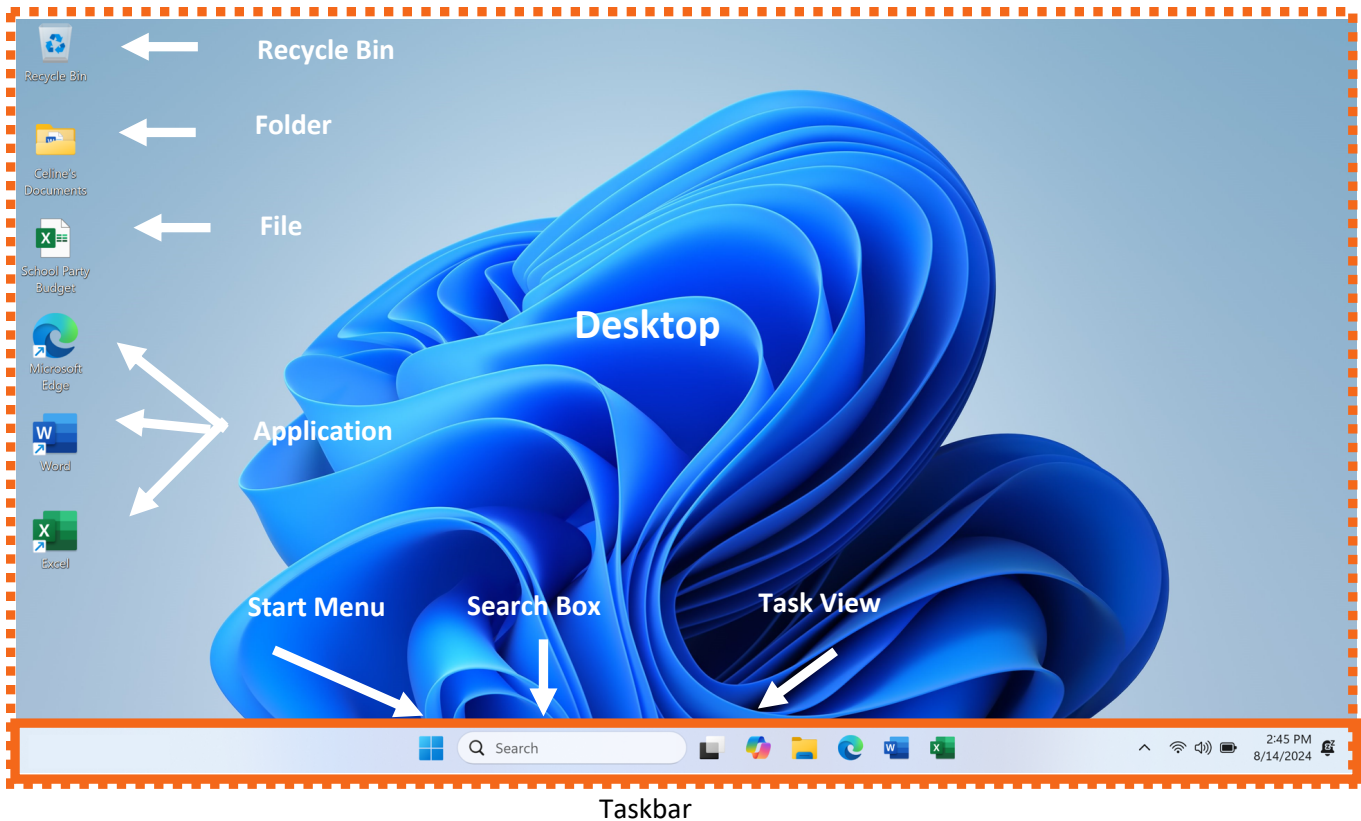 Recycle Bin
Recycle Bin
Folder
Celine's
Documents
File
School Party
Budget
Desktop
Microsoft
Edge
Application
Word
Excel
Start Menu
Search Box
Task View
Search
2:45 PM
8/14/2024
Taskbar